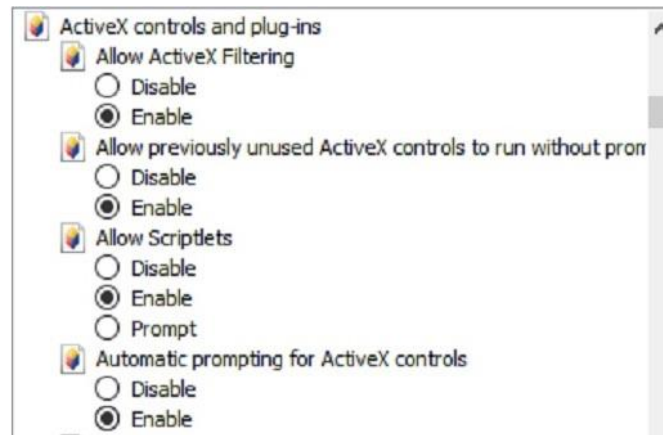 ActiveX controls and plug-ins
Allow ActiveX Filtering
Disable
Enable
Allow previously unused ActiveX controls to run without prom
Disable
Enable
Allow Scriptlets
Disable
Enable
Prompt
Automatic prompting for ActiveX controls
Disable
Enable